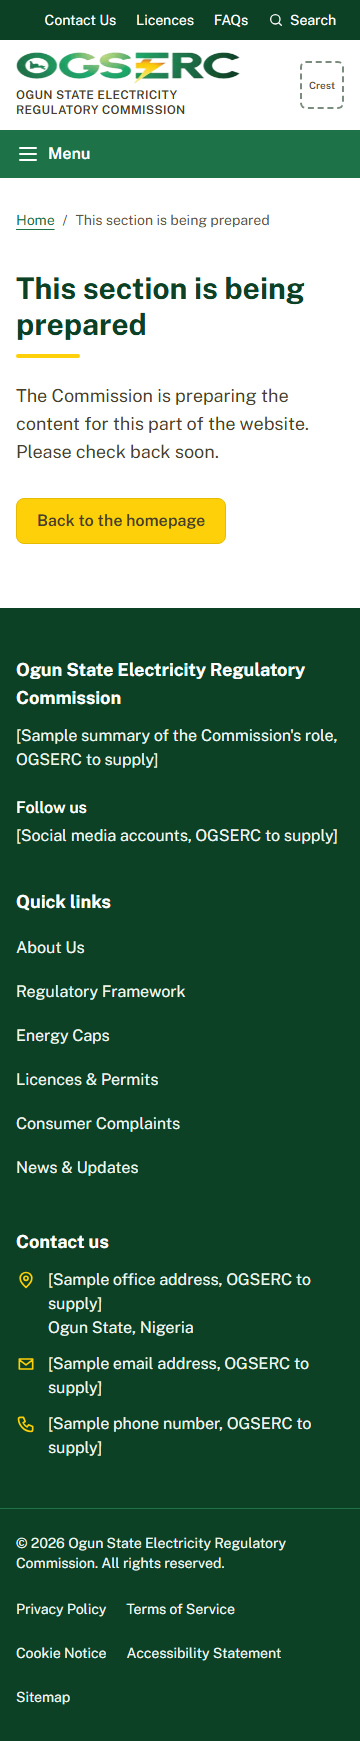 Contact Us Licences FAQs Search
OGSERC
OGUN STATE ELECTRICITY
REGULATORY COMMISSION
Crest
Menu
Home / This section is being prepared
This section is being
prepared
The Commission is preparing the
content for this part of the website.
Please check back soon.
Back to the homepage
Ogun State Electricity Regulatory
Commission
[Sample summary of the Commission's role,
OGSERC to supply]
Follow us
[Social media accounts, OGSERC to supply]
Quick links
About Us
Regulatory Framework
Energy Caps
Licences & Permits
Consumer Complaints
News & Updates
Contact us
[Sample office address, OGSERC to
supply]
Ogun State, Nigeria
[Sample email address, OGSERC to
supply]
[Sample phone number, OGSERC to
supply]
© 2026 Ogun State Electricity Regulatory
Commission. All rights reserved.
Privacy Policy Terms of Service
Cookie Notice Accessibility Statement
Sitemap